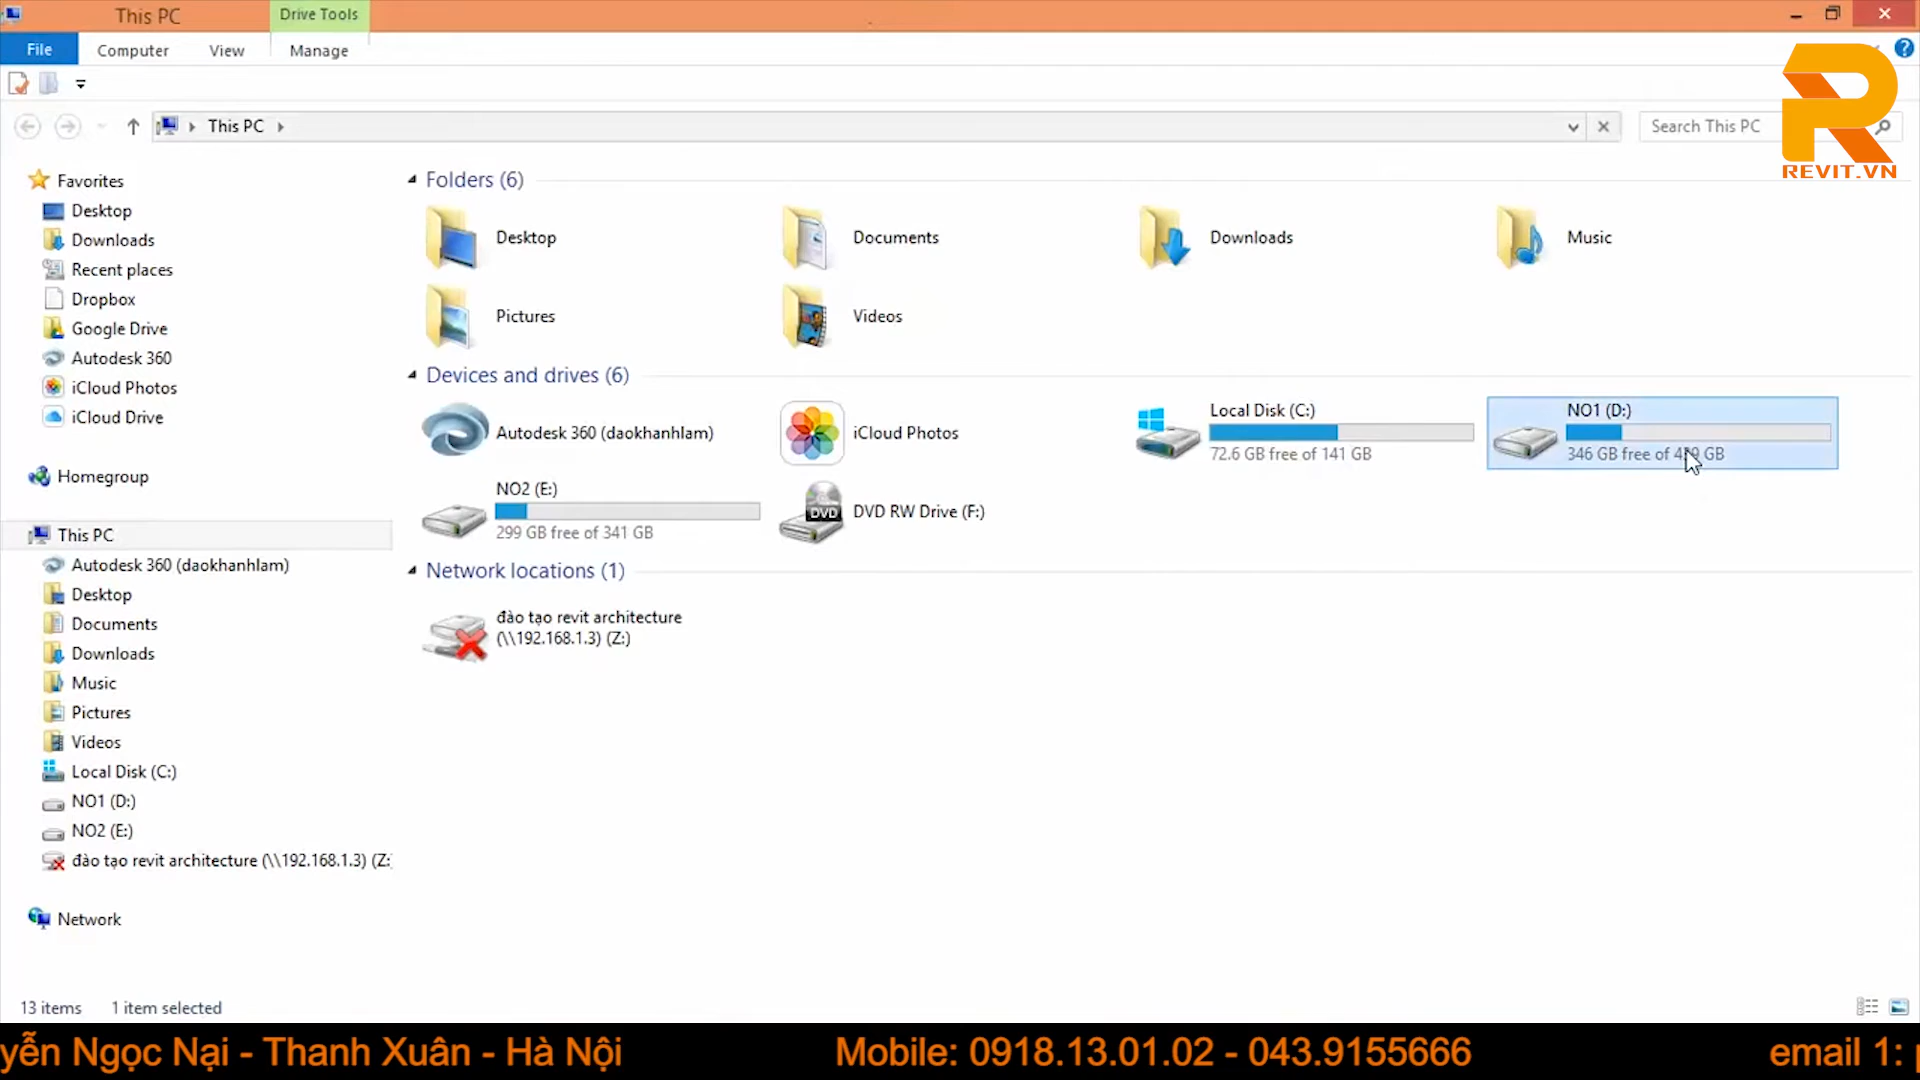 This PC
Drive Tools
File
Computer
View
Manage
This PC
Search This PC
REVIT.VN
Favorites
Desktop
Downloads
Recent places
Dropbox
Google Drive
Autodesk 360
iCloud Photos
iCloud Drive
Homegroup
This PC
Autodesk 360 (daokhanhlam)
Desktop
Documents
Downloads
Music
Pictures
Videos
Local Disk (C:)
NO1 (D:)
NO2 (E:)
đào tạo revit architecture (\\192.168.1.3) (Z:
Network
Folders (6)
Desktop
Documents
Downloads
Music
Pictures
Videos
Devices and drives (6)
Autodesk 360 (daokhanhlam)
iCloud Photos
Local Disk (C:)
72.6 GB free of 141 GB
NO1 (D:)
346 GB free of GB
NO2 (E:)
299 GB free of 341 GB
DVD
DVD RW Drive (F:)
Network locations (1)
đào tạo revit architecture
(\\192.168.1.3) (Z:)
13 items
1 item selected
yễn Ngọc Nại - Thanh Xuân - Hà Nội
Mobile: 0918.13.01.02 - 043.9155666
email 1: